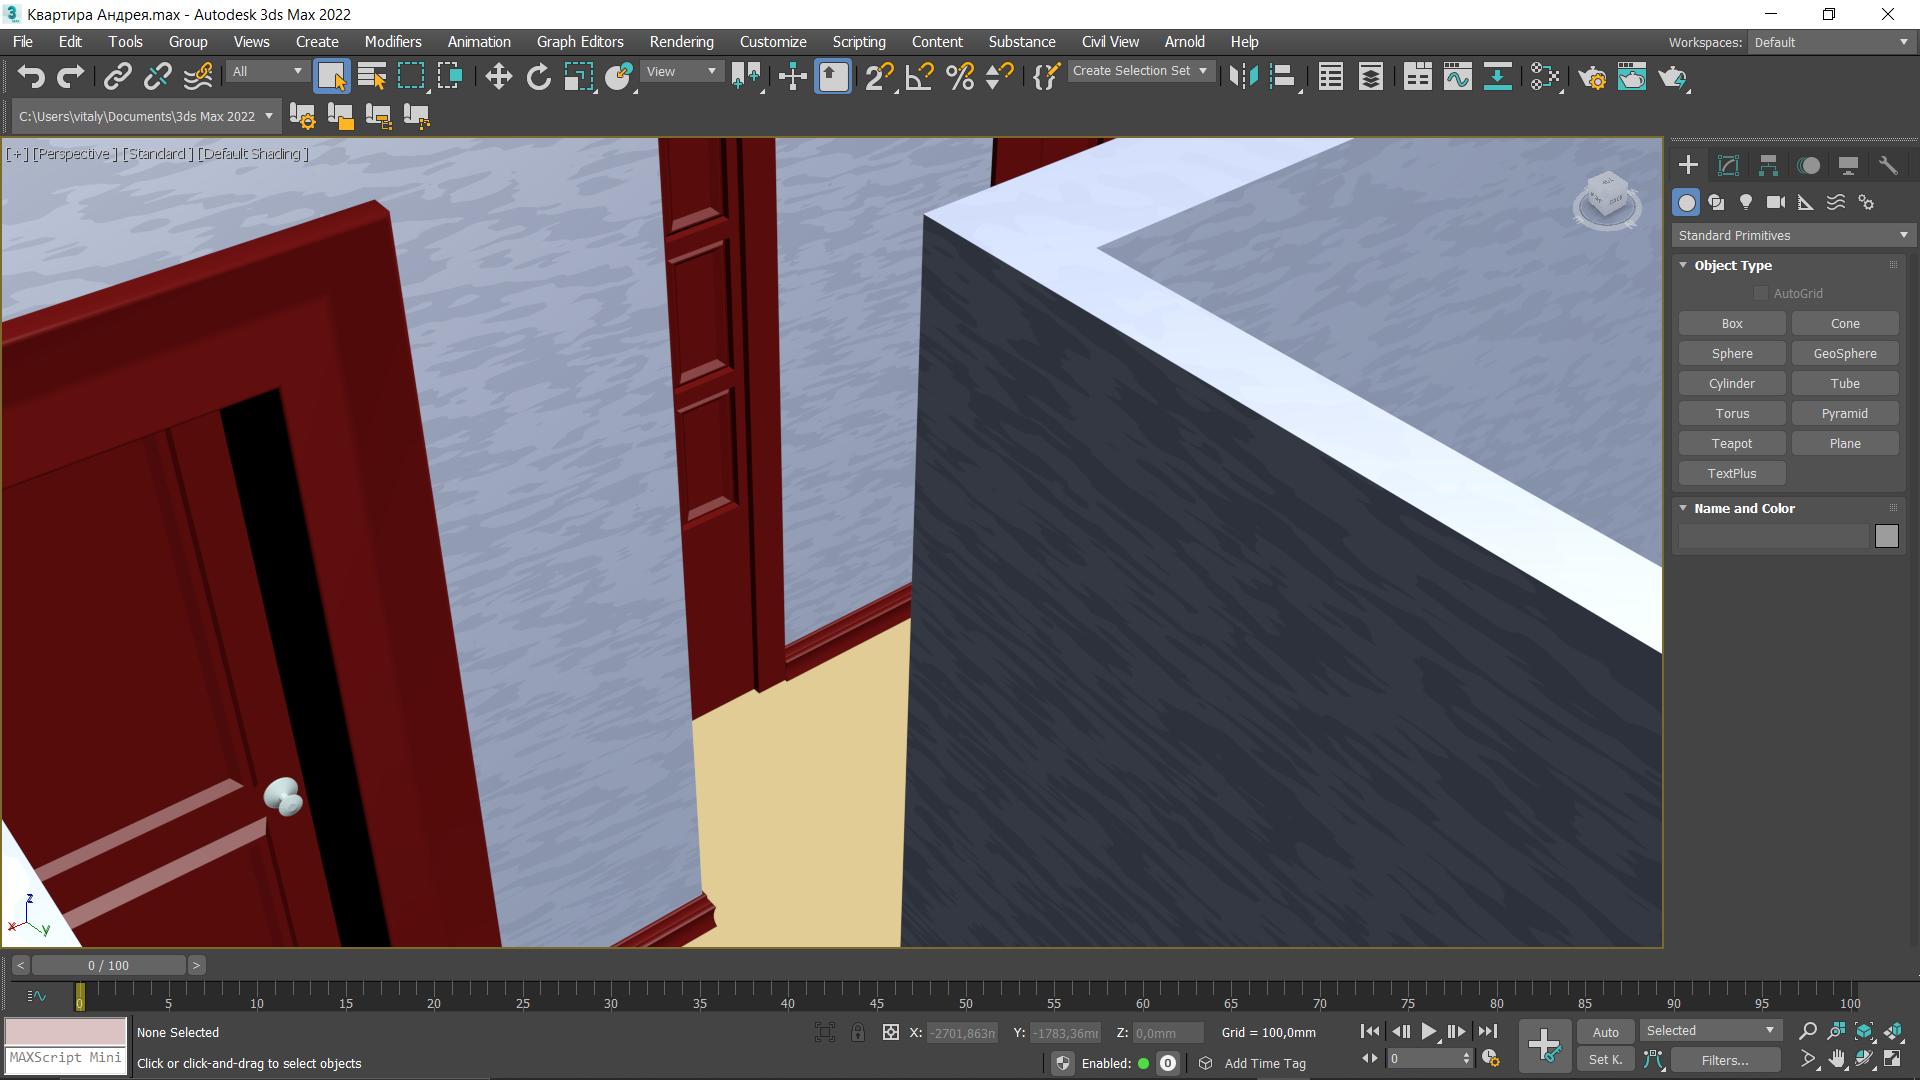 Квартира Андрея.max - Autodesk 3ds Max 2022
File Edit Tools Group Views Create Modifiers Animation Graph Editors Rendering Customize Scripting Content Substance Civil View Arnold Help
Workspaces: Default
All
View
Create Selection Set
C:\Users\vitaly\Documents\3ds Max 2022
[+] [Perspective ] [Standard ] [Default Shading ]
Standard Primitives
Object Type
AutoGrid
Box Cone
Sphere GeoSphere
Cylinder Tube
Torus Pyramid
Teapot Plane
TextPlus
Name and Color
z
x
y
< 0 / 100 >
0 5 10 15 20 25 30 35 40 45 50 55 60 65 70 75 80 85 90 95 100
None Selected
X: -2701,863m Y: -1783,36m Z: 0,0mm Grid = 100,0mm
Auto Selected
MAXScript Mini
Click or click-and-drag to select objects
Enabled: 0 Add Time Tag
0
Set K. Filters...